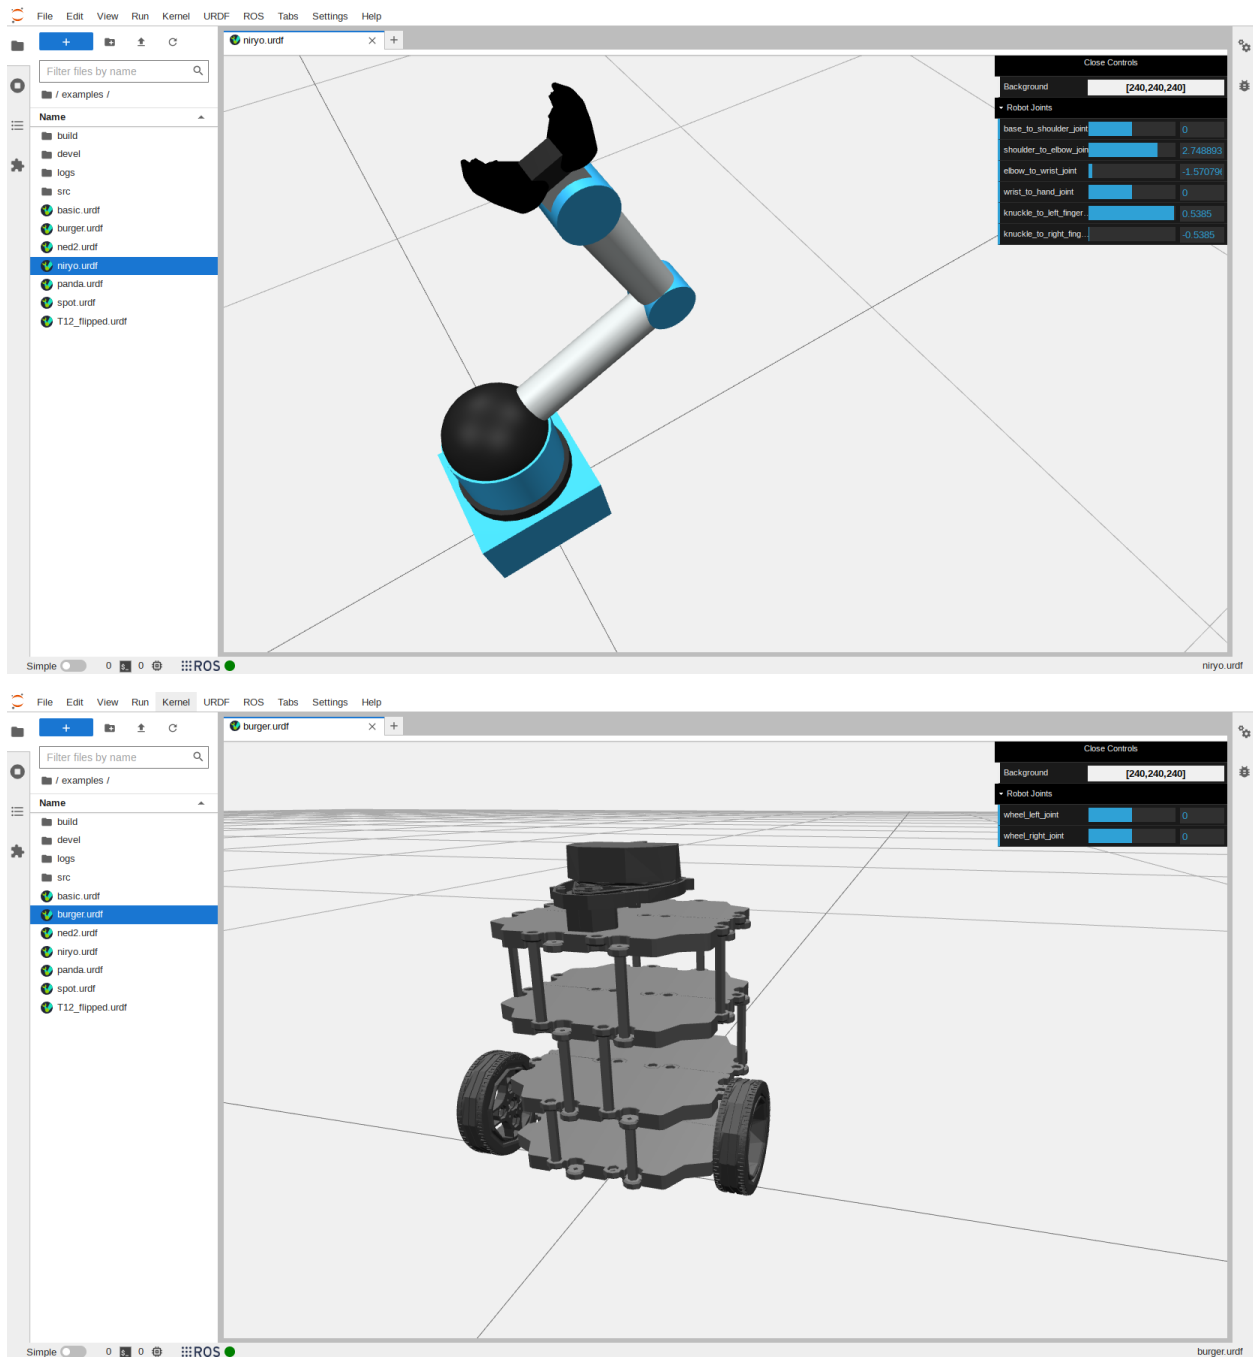 File Edit View Run Kernel URDF ROS Tabs Settings Help
niryo.urdf
Filter files by name
/ examples /
Name
build
devel
logs
src
basic.urdf
burger.urdf
ned2.urdf
niryo.urdf
panda.urdf
spot.urdf
T12_flipped.urdf
Close Controls
Background [240,240,240]
Robot Joints
base_to_shoulder_joint 0
shoulder_to_elbow_join 2.748893
elbow_to_wrist_joint -1.570796
wrist_to_hand_joint 0
knuckle_to_left_finger... 0.5385
knuckle_to_right_fing... -0.5385
Simple 0 $_ 0 ROS niryo.urdf
File Edit View Run Kernel URDF ROS Tabs Settings Help
burger.urdf
Filter files by name
/ examples /
Name
build
devel
logs
src
basic.urdf
burger.urdf
ned2.urdf
niryo.urdf
panda.urdf
spot.urdf
T12_flipped.urdf
Close Controls
Background [240,240,240]
Robot Joints
wheel_left_joint 0
wheel_right_joint 0
Simple 0 $_ 0 ROS burger.urdf